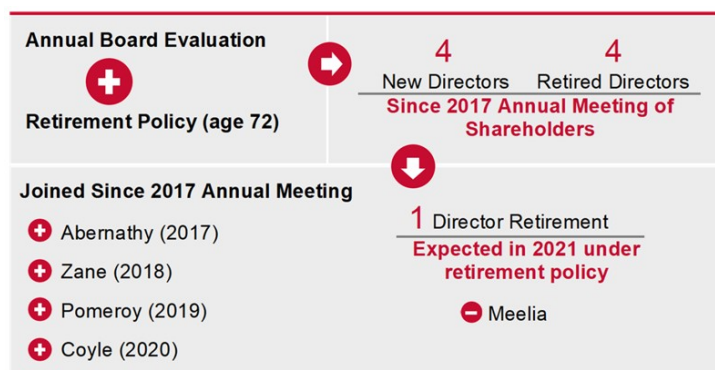 Annual Board Evaluation
Retirement Policy (age 72)
4 4
New Directors Retired Directors
Since 2017 Annual Meeting of
Shareholders
Joined Since 2017 Annual Meeting
Abernathy (2017)
Zane (2018)
Pomeroy (2019)
Coyle (2020)
1 Director Retirement
Expected in 2021 under
retirement policy
Meelia